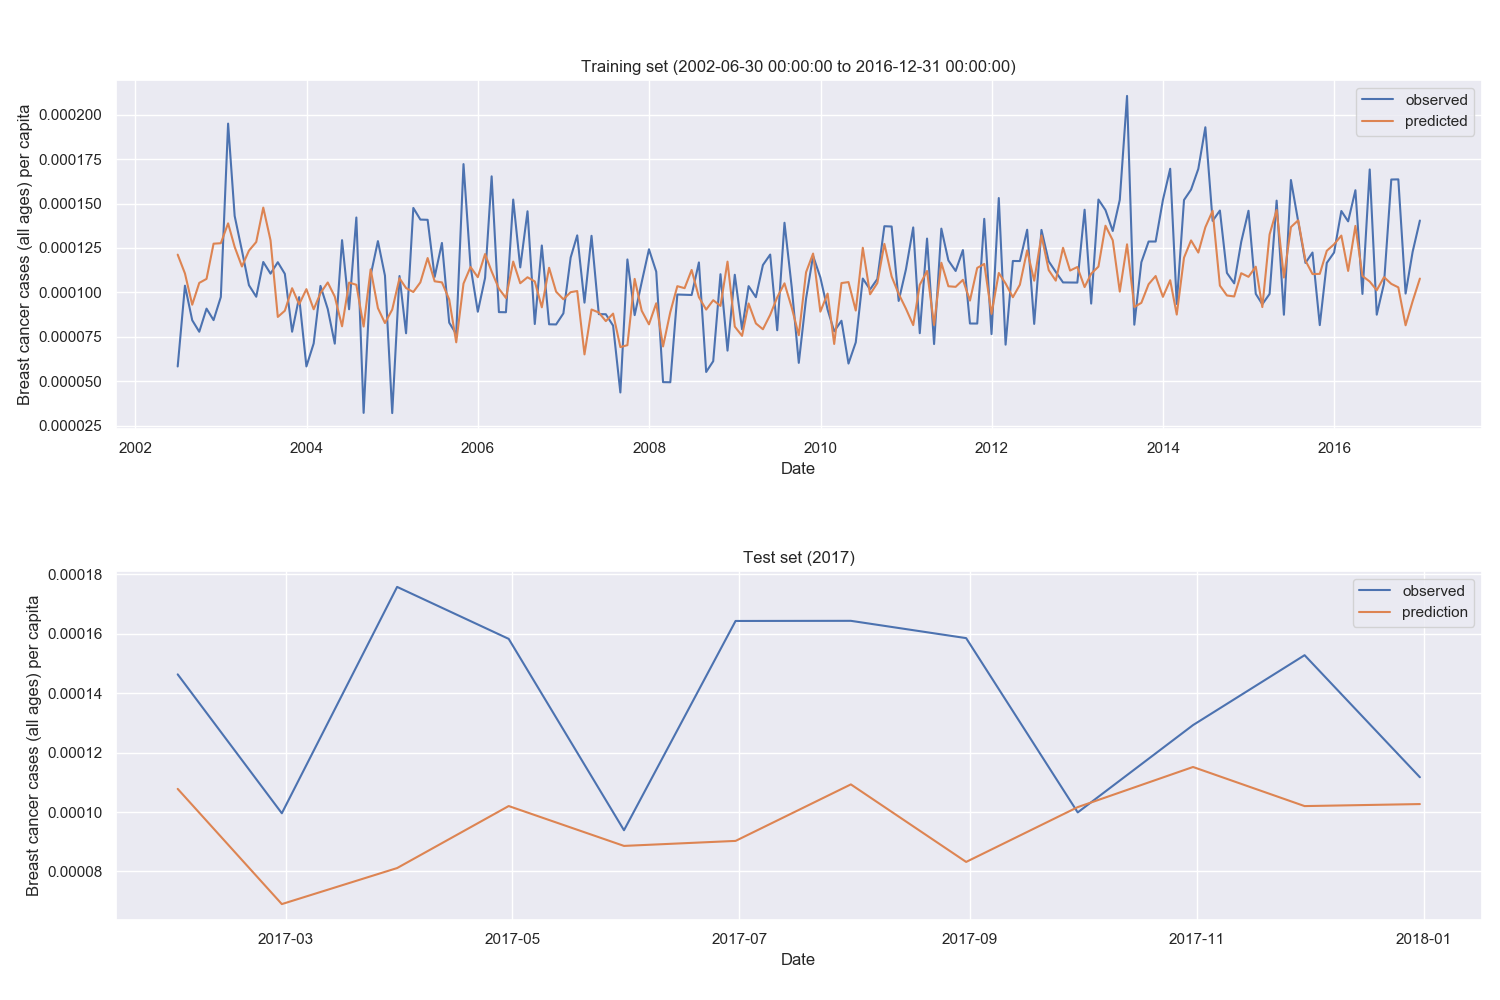 Training set (2002-06-30 00:00:00 to 2016-12-31 00:00:00)
Breast cancer cases (all ages) per capita
0.000200
0.000175
0.000150
0.000125
0.000100
0.000075
0.000050
0.000025
observed
predicted
2002 2004 2006 2008 2010 2012 2014 2016
Date
Test set (2017)
Breast cancer cases (all ages) per capita
0.00018
0.00016
0.00014
0.00012
0.00010
0.00008
observed
prediction
2017-03 2017-05 2017-07 2017-09 2017-11 2018-01
Date